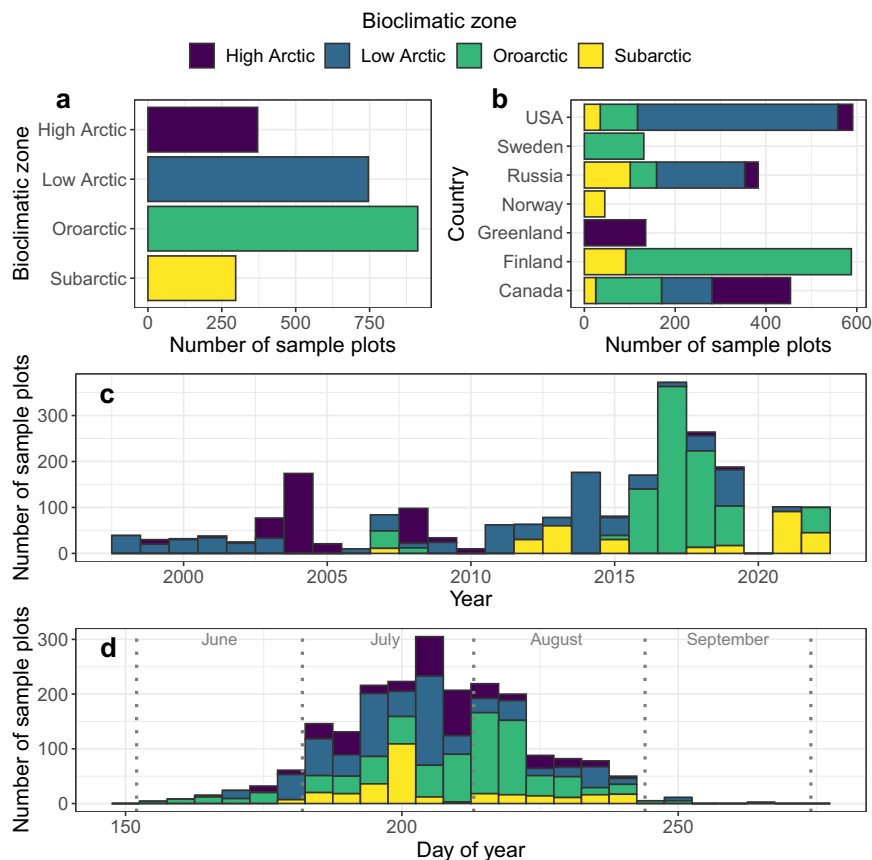 Bioclimatic zone
High Arctic Low Arctic Oroarctic Subarctic
a
Bioclimatic zone
High Arctic
Low Arctic
Oroarctic
Subarctic
0 250 500 750
Number of sample plots
b
Country
USA
Sweden
Russia
Norway
Greenland
Finland
Canada
0 200 400 600
Number of sample plots
c
Number of sample plots
300
200
100
0
2000 2005 2010 2015 2020
Year
d
June July August September
Number of sample plots
300
200
100
0
150 200 250
Day of year